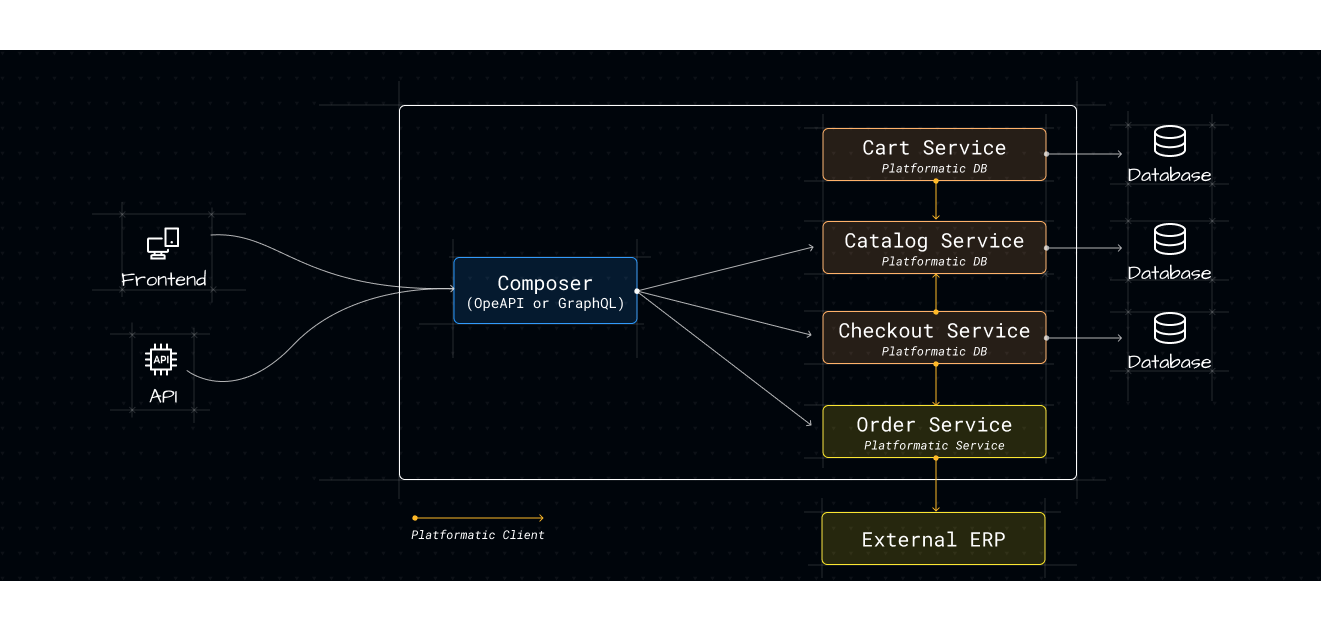 Cart Service
Platformatic DB
Database
Catalog Service
Platformatic DB
Database
Frontend
Composer
(OpeAPI or GraphQL)
Checkout Service
Platformatic DB
Database
API
API
Order Service
Platformatic Service
Platformatic Client
External ERP